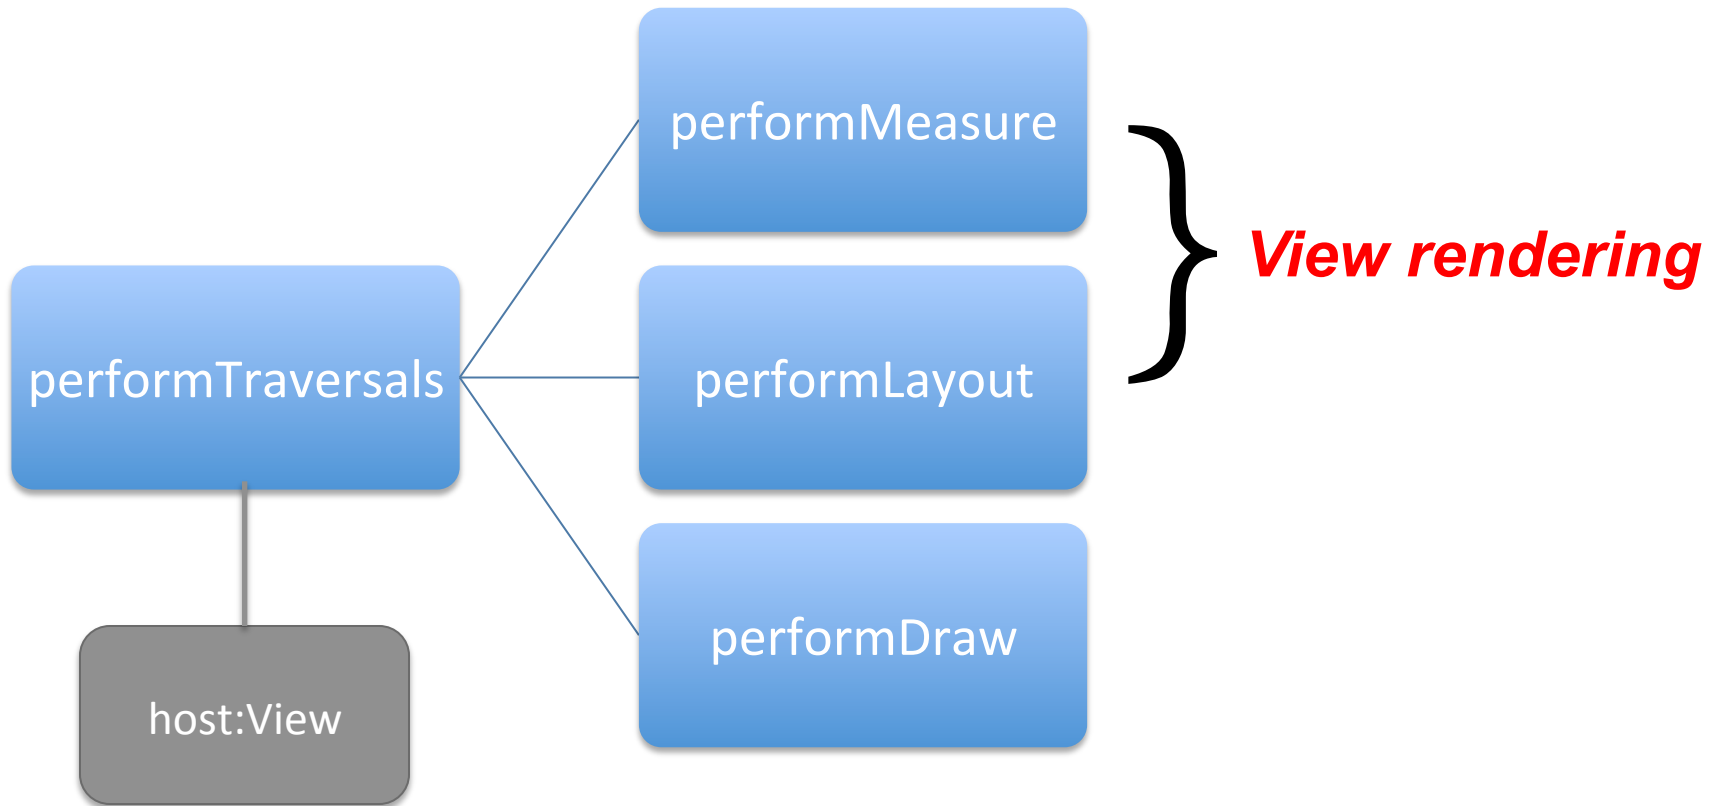 performMeasure
View rendering
performTraversals
performLayout
performDraw
host:View